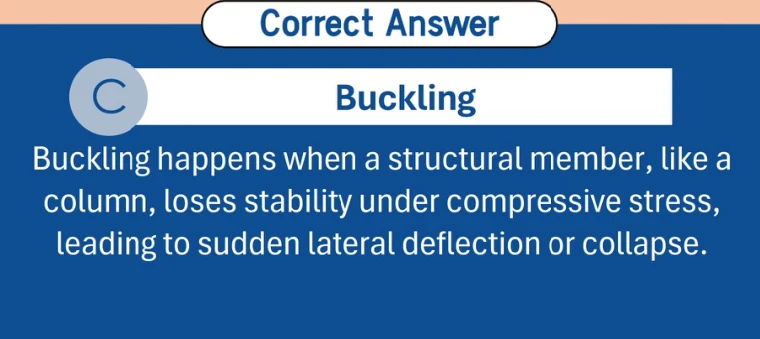 Correct Answer
C
Buckling
Buckling happens when a structural member, like a
column, loses stability under compressive stress,
leading to sudden lateral deflection or collapse.